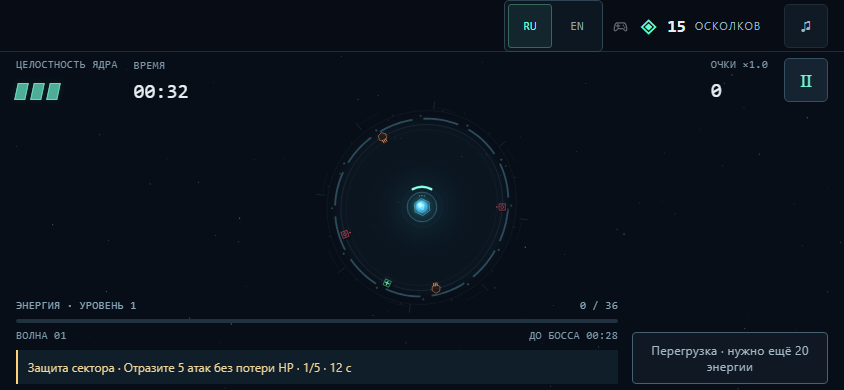 RU EN 15 ОСКОЛКОВ
ЦЕЛОСТНОСТЬ ЯДРА ВРЕМЯ ОЧКИ ×1.0
00:32 0
ЭНЕРГИЯ · УРОВЕНЬ 1 0 / 36
ВОЛНА 01 ДО БОССА 00:28
Защита сектора · Отразите 5 атак без потери HP · 1/5 · 12 с
Перегрузка · нужно ещё 20
энергии